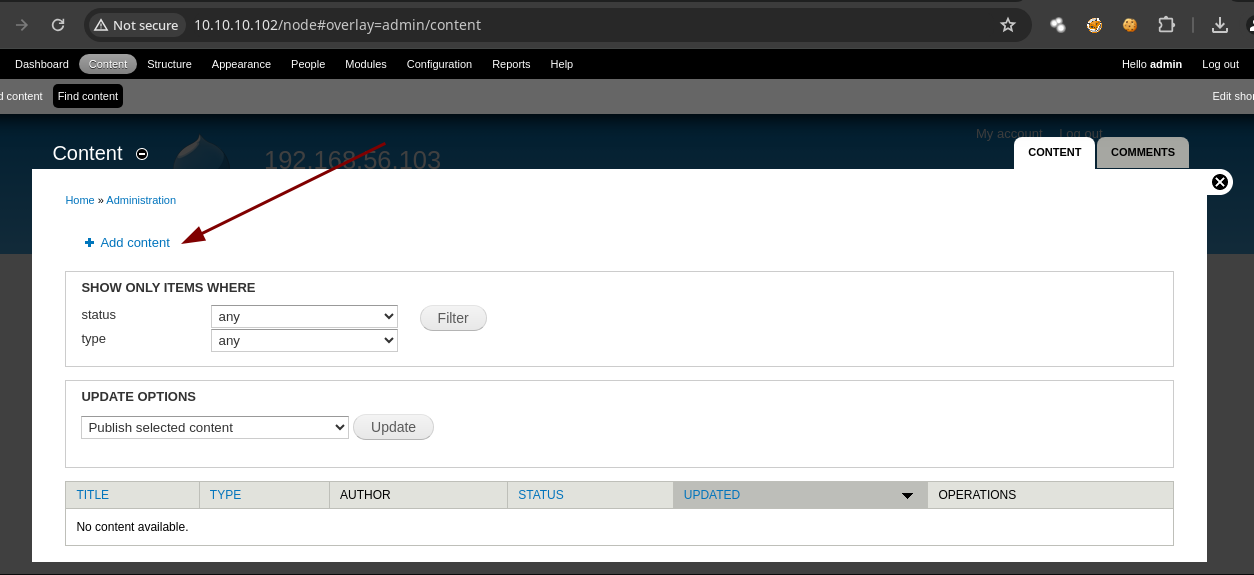 Not secure 10.10.10.102/node#overlay=admin/content
Dashboard Content Structure Appearance People Modules Configuration Reports Help Hello admin Log out
d content Find content Edit shor
My account Log out
Content 192.168.56.103 CONTENT COMMENTS
Home » Administration
Add content
SHOW ONLY ITEMS WHERE
status any Filter
type any
UPDATE OPTIONS
Publish selected content Update
TITLE TYPE AUTHOR STATUS UPDATED OPERATIONS
No content available.